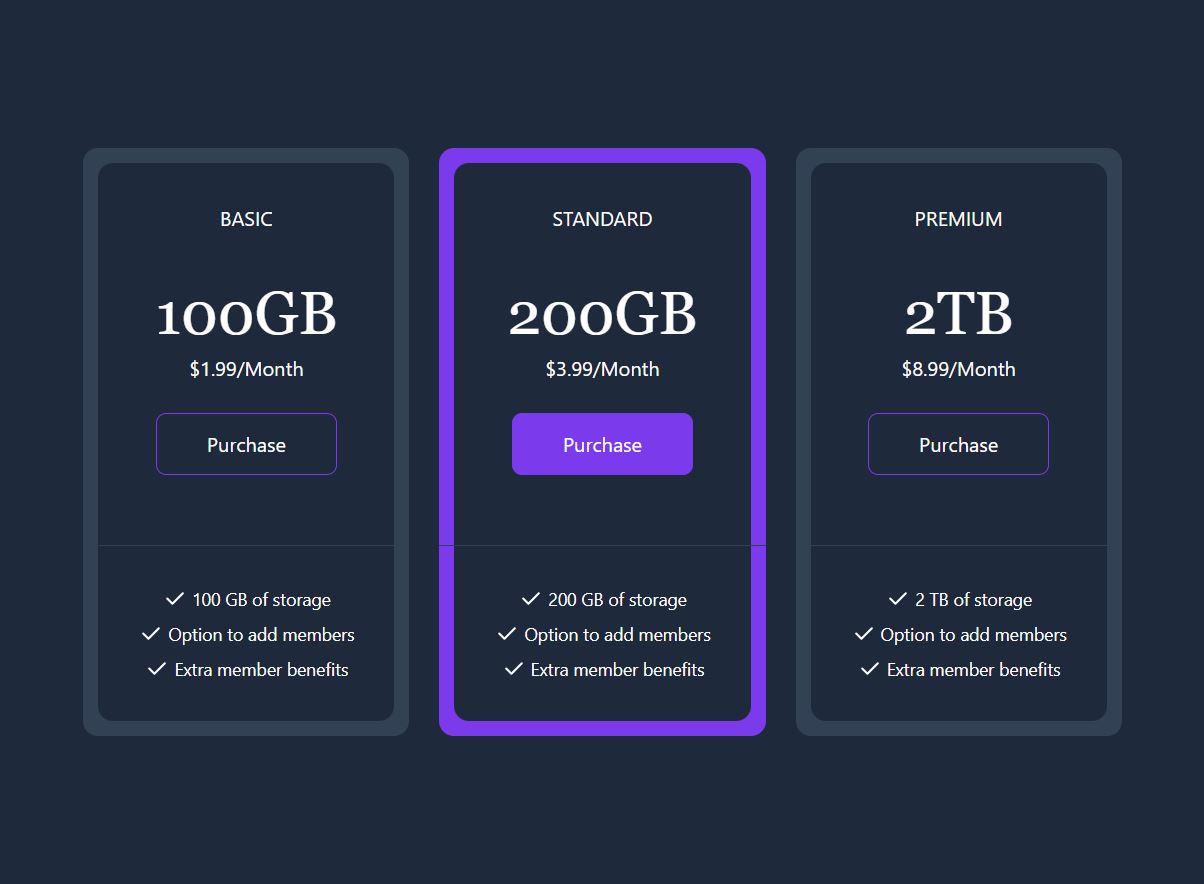 BASIC
100GB
$1.99/Month
Purchase
100 GB of storage
Option to add members
Extra member benefits
STANDARD
200GB
$3.99/Month
Purchase
200 GB of storage
Option to add members
Extra member benefits
PREMIUM
2TB
$8.99/Month
Purchase
2 TB of storage
Option to add members
Extra member benefits